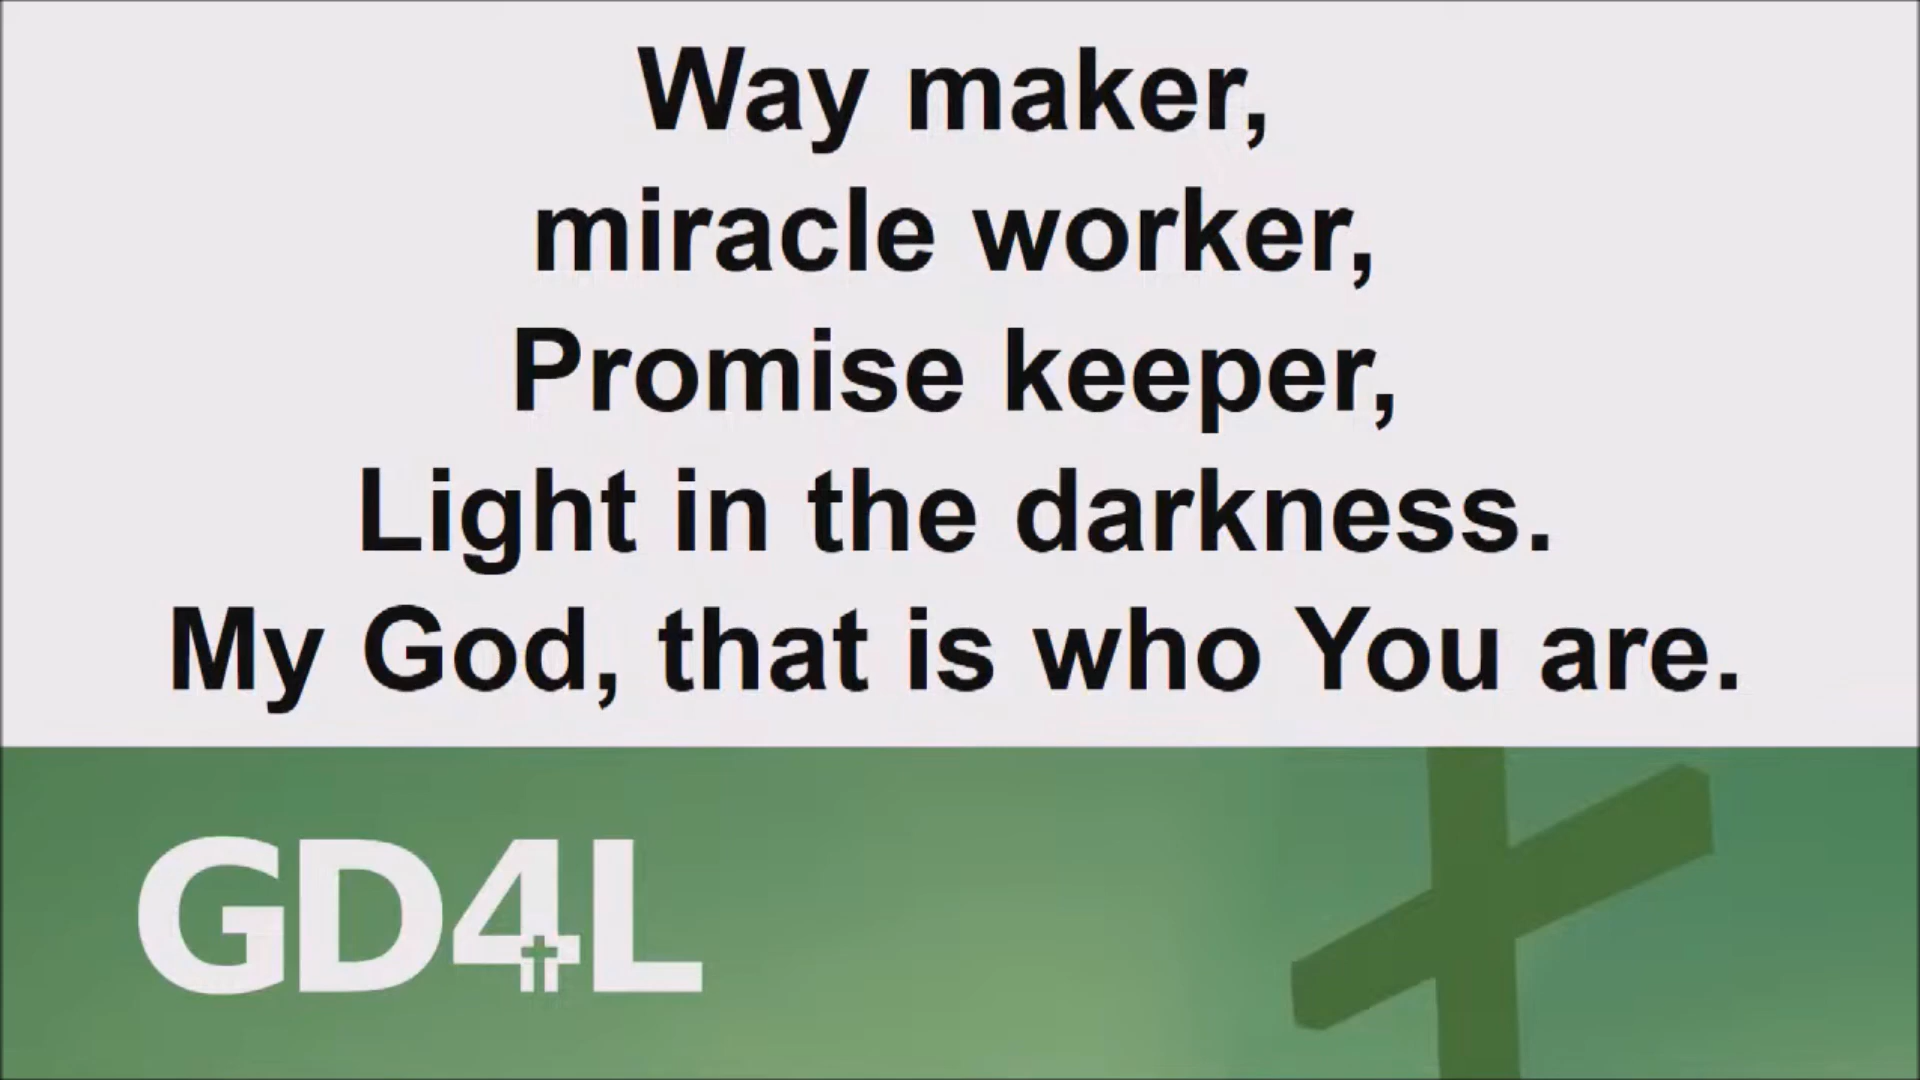 Way maker,
miracle worker,
Promise keeper,
Light in the darkness.
My God, that is who You are.
GD4L